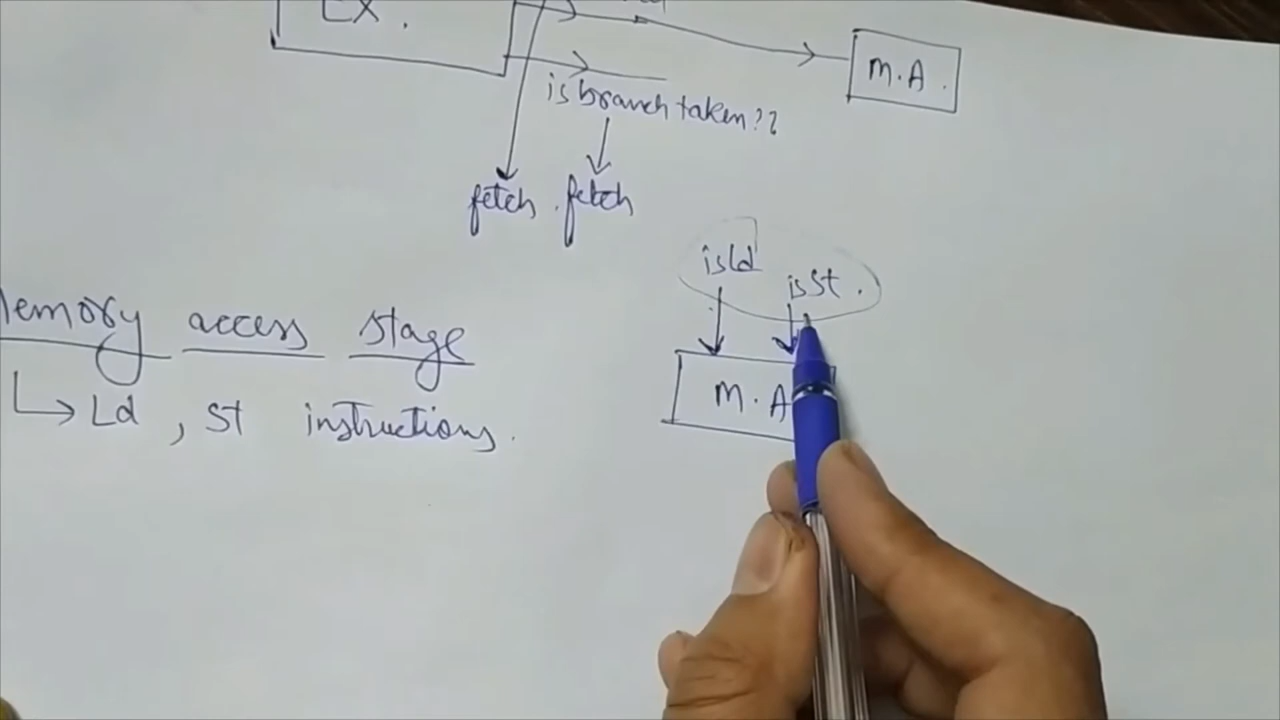 EX.
M.A.
is branch taken??
fetch . fetch
isLd
isSt.
Memory access stage
Ld , St instructions.
M.A